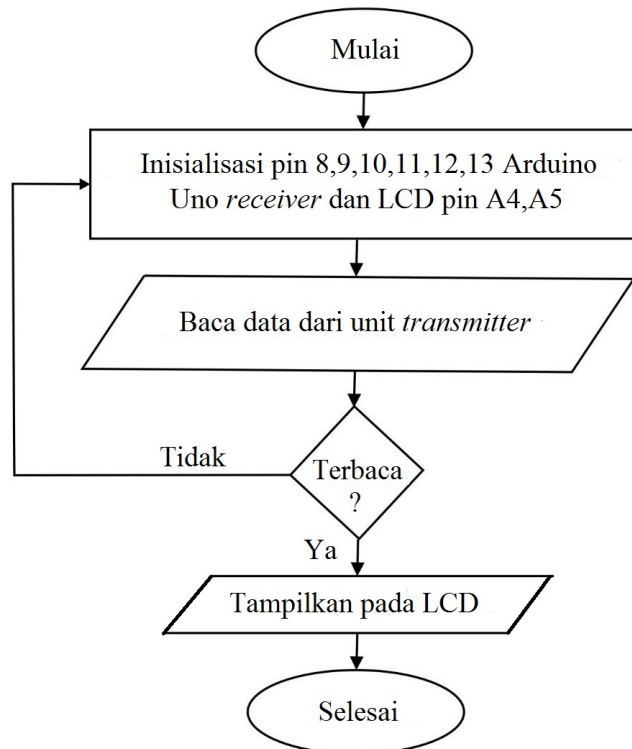 Mulai
Inisialisasi pin 8,9,10,11,12,13 Arduino
Uno receiver dan LCD pin A4,A5
Baca data dari unit transmitter
Tidak
Terbaca
?
Ya
Tampilkan pada LCD
Selesai